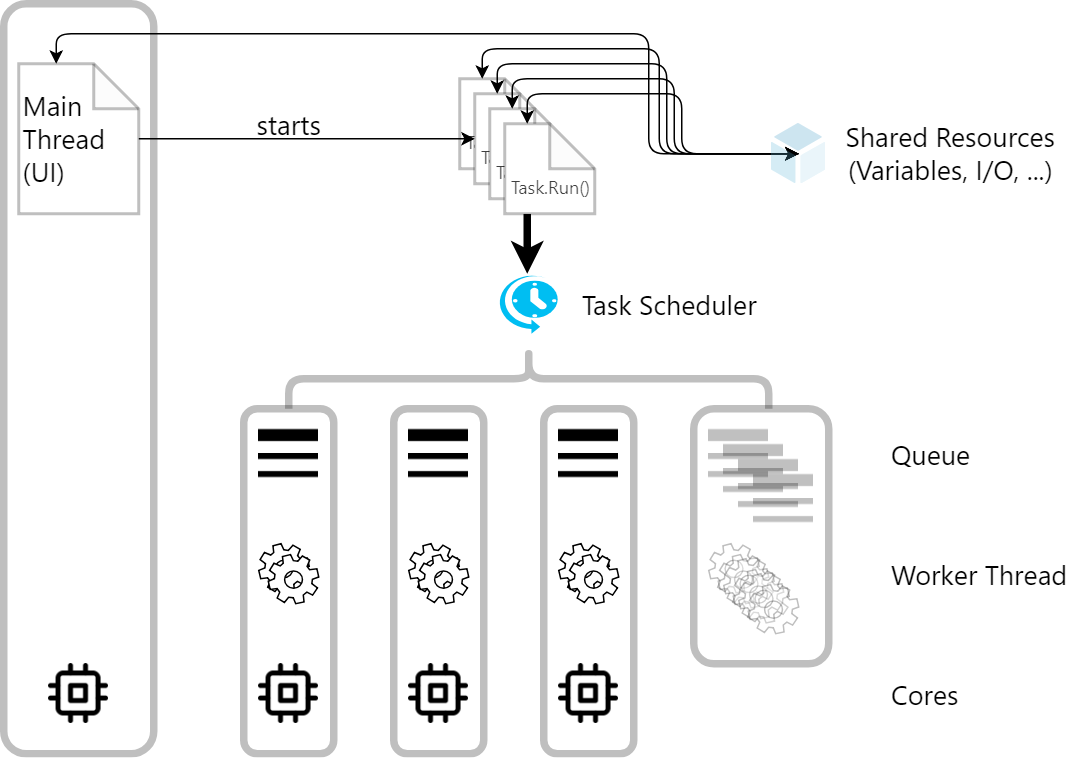 Main
Thread
(UI)
starts
T
T
T
Task.Run()
Shared Resources
(Variables, I/O, ...)
Task Scheduler
Queue
Worker Thread
Cores